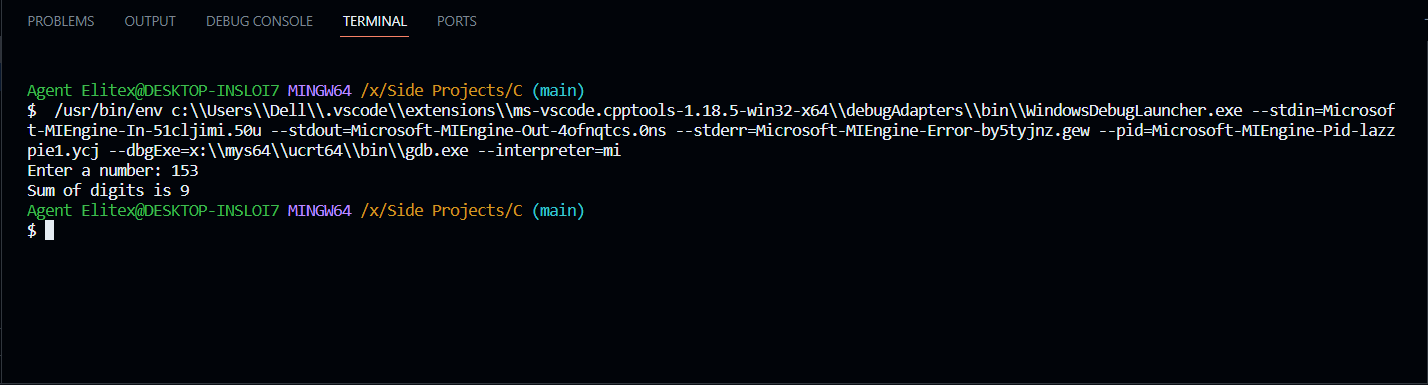 PROBLEMS OUTPUT DEBUG CONSOLE TERMINAL PORTS
Agent Elitex@DESKTOP-INSLOI7 MINGW64 /x/Side Projects/C (main)
$  /usr/bin/env c:\\Users\\Dell\\.vscode\\extensions\\ms-vscode.cpptools-1.18.5-win32-x64\\debugAdapters\\bin\\WindowsDebugLauncher.exe --stdin=Microsof
t-MIEngine-In-51cljimi.50u --stdout=Microsoft-MIEngine-Out-4ofnqtcs.0ns --stderr=Microsoft-MIEngine-Error-by5tyjnz.gew --pid=Microsoft-MIEngine-Pid-lazz
pie1.ycj --dbgExe=x:\\mys64\\ucrt64\\bin\\gdb.exe --interpreter=mi
Enter a number: 153
Sum of digits is 9
Agent Elitex@DESKTOP-INSLOI7 MINGW64 /x/Side Projects/C (main)
$